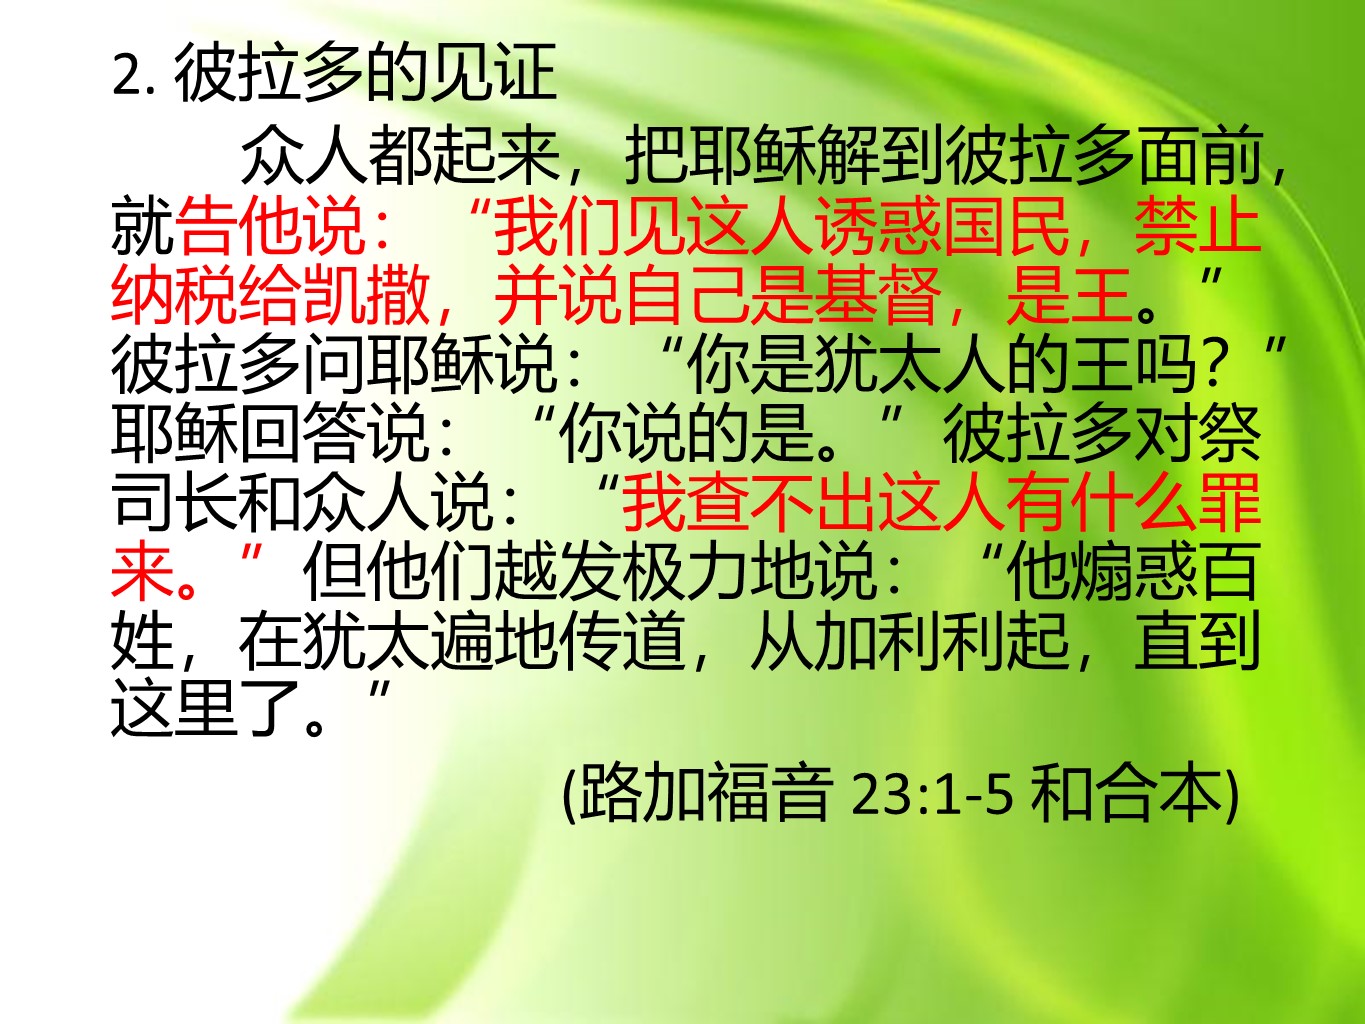 2. 彼拉多的见证
众人都起来，把耶稣解到彼拉多面前，
就告他说：“我们见这人诱惑国民，禁止
纳税给凯撒，并说自己是基督，是王。”
彼拉多问耶稣说：“你是犹太人的王吗？”
耶稣回答说：“你说的是。”彼拉多对祭
司长和众人说：“我查不出这人有什么罪
来。”但他们越发极力地说：“他煽惑百
姓，在犹太遍地传道，从加利利起，直到
这里了。”
(路加福音 23:1-5 和合本)